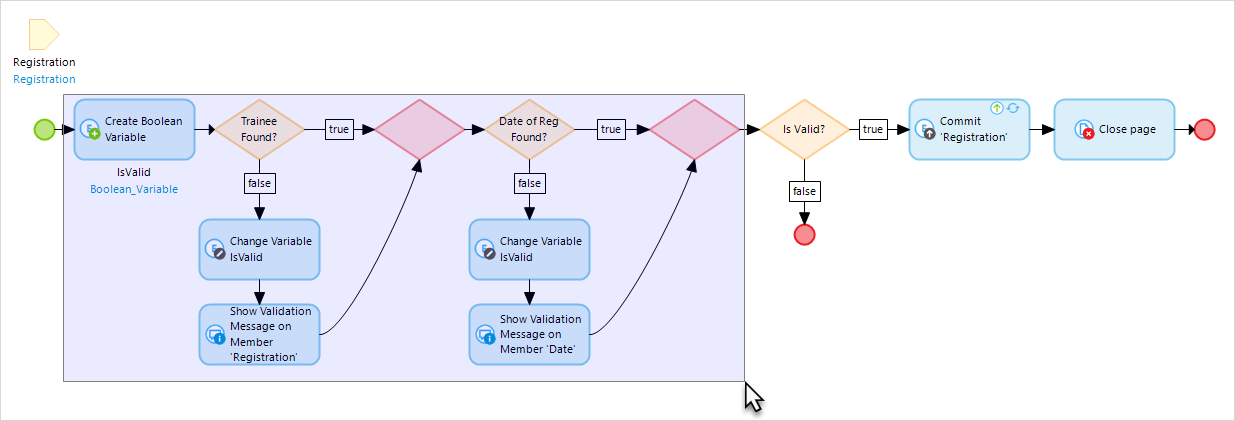 Registration
Registration
Create Boolean
Variable
IsValid
Boolean_Variable
Trainee
Found?
true
false
Change Variable
IsValid
Show Validation
Message on
Member
'Registration'
Date of Reg
Found?
true
false
Change Variable
IsValid
Show Validation
Message on
Member 'Date'
Is Valid?
true
false
Commit
'Registration'
Close page